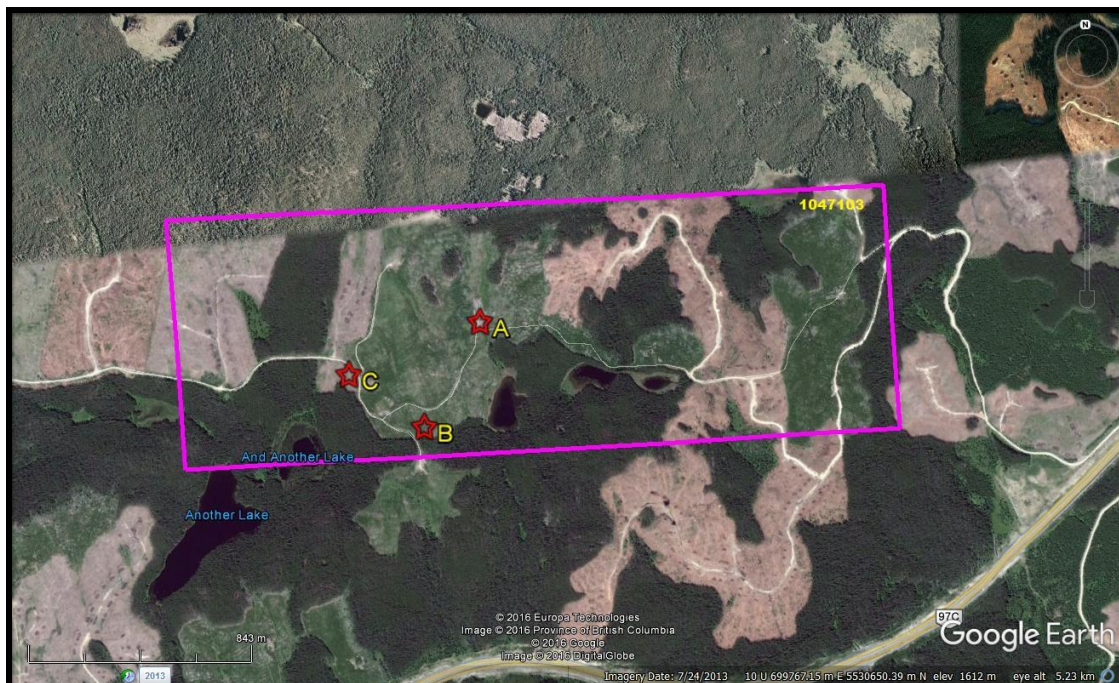 N
1047103
A
C
B
And Another Lake
Another Lake
© 2016 Europa Technologies
Image © 2016 Province of British Columbia
© 2016 Google
Image © 2016 DigitalGlobe
843 m
97C
Google Earth
2013
Imagery Date: 7/24/2013 10 U 699767.15 m E 5530650.39 m N elev 1612 m eye alt 5.23 km